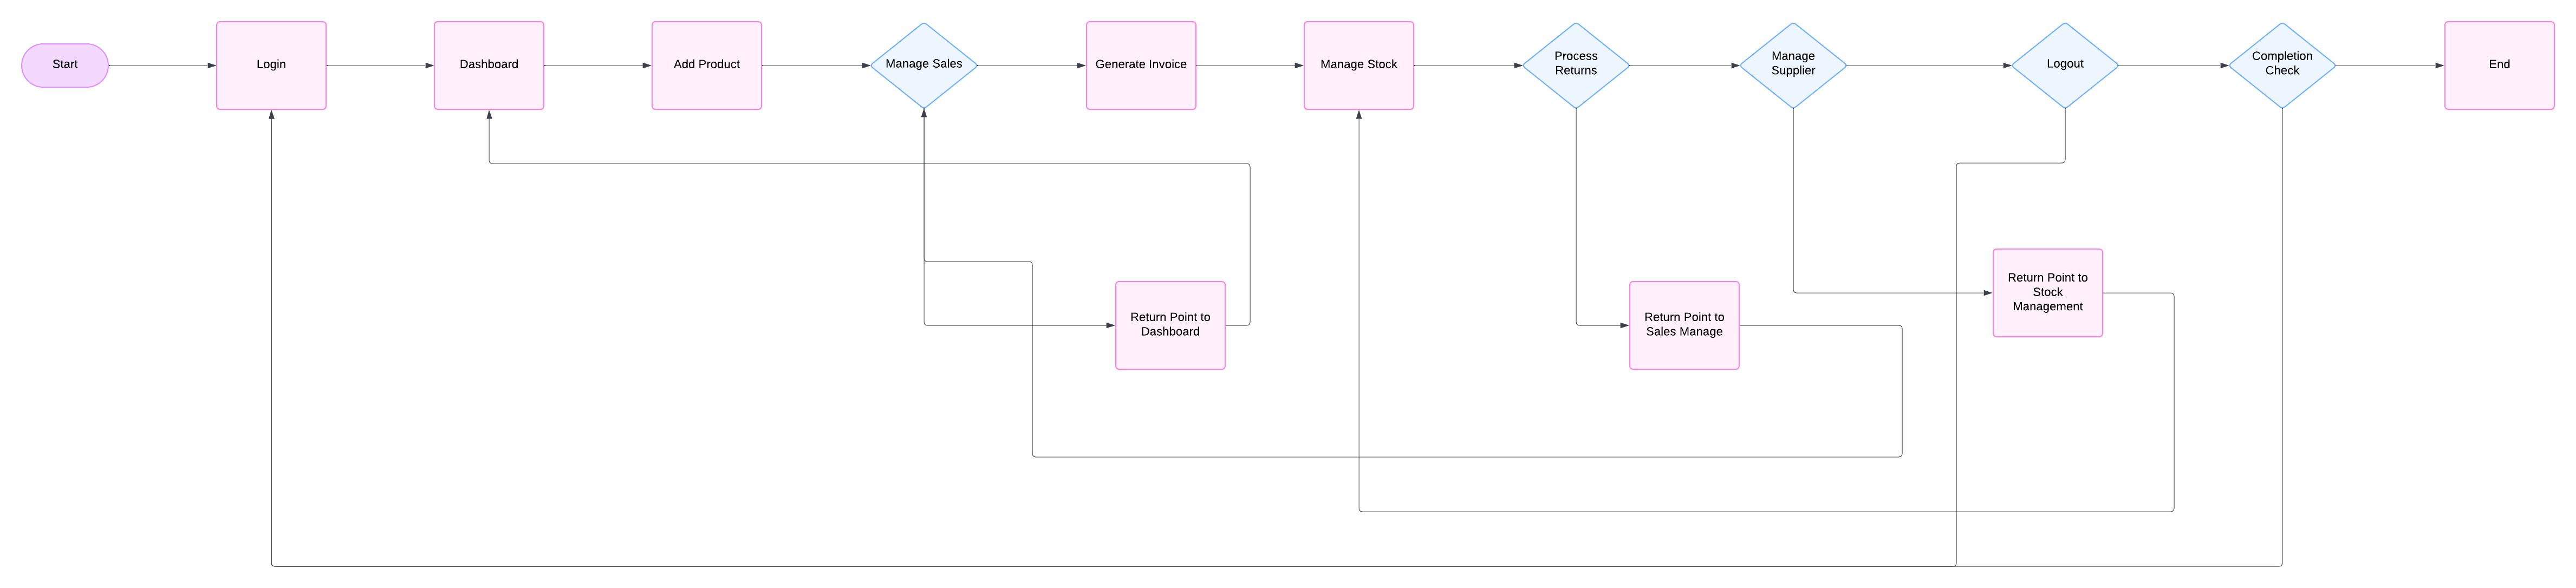 Start
Login
Dashboard
Add Product
Manage Sales
Generate Invoice
Manage Stock
Process
Returns
Manage
Supplier
Logout
Completion
Check
End
Return Point to
Dashboard
Return Point to
Sales Manage
Return Point to
Stock
Management